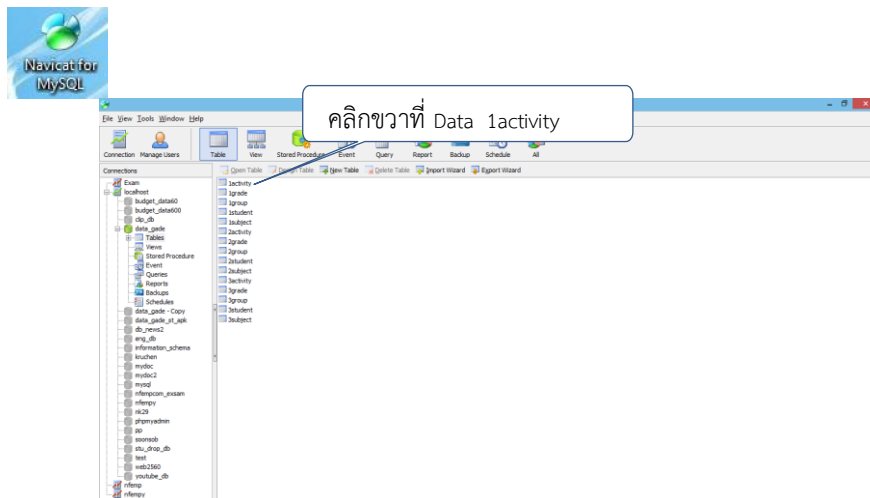 Navicat for
MySQL
คลิกขวาที่ Data 1activity
File View Tools Window Help
Connection Manage Users Table View Stored Procedure Event Query Report Backup Schedule All
Connections
Open Table Design Table New Table Delete Table Import Wizard Export Wizard
Exam
localhost
budget_data60
budget_data600
clip_db
data_gade
Tables
Views
Stored Procedure
Event
Queries
Reports
Backups
Schedules
data_gade - Copy
data_gade_st_apk
db_news2
eng_db
information_schema
kruchen
mydoc
mydoc2
mysql
nfempcom_exsam
nfempy
nk29
phpmyadmin
pp
soonsob
stu_drop_db
test
web2560
youtube_db
nfemp
nfempy
1activity
1grade
1group
1student
1subject
2activity
2grade
2group
2student
2subject
3activity
3grade
3group
3student
3subject